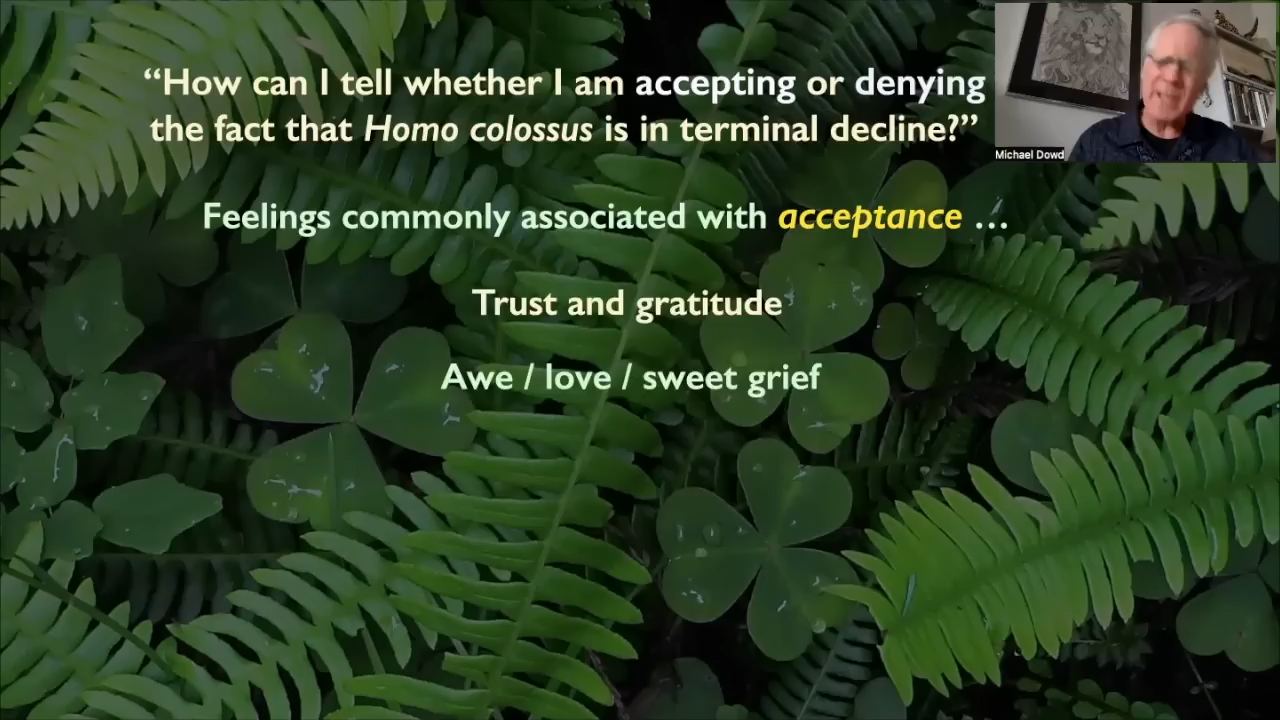 “How can I tell whether I am accepting or denying
the fact that Homo colossus is in terminal decline?”
Michael Dowd
Feelings commonly associated with acceptance …
Trust and gratitude
Awe / love / sweet grief